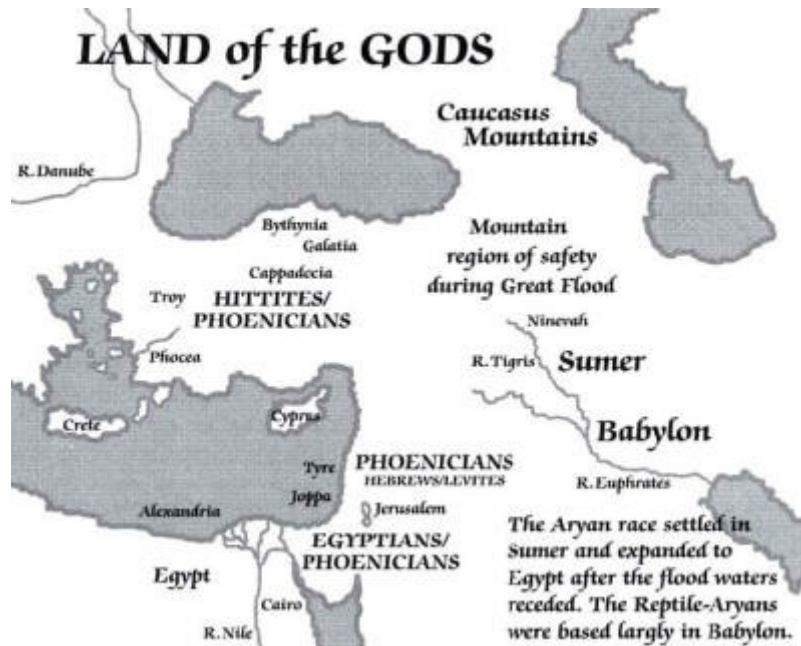 LAND of the GODS
Caucasus
Mountains
R. Danube
Bythynia
Galatia
Cappadocia
Mountain
region of safety
during Great Flood
Troy
HITTITES/
PHOENICIANS
Phocea
Ninevah
R. Tigris
Sumer
Babylon
R. Euphrates
Crete
Cyprus
Tyre
Joppa
PHOENICIANS
HEBREWS/LEVITES
Jerusalem
Alexandria
EGYPTIANS/
PHOENICIANS
Egypt
Cairo
R. Nile
The Aryan race settled in
Sumer and expanded to
Egypt after the flood waters
receded. The Reptile-Aryans
were based largely in Babylon.